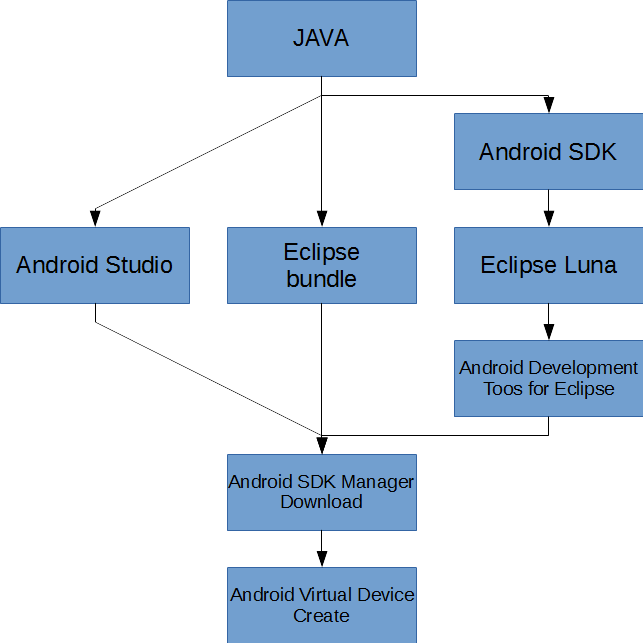 JAVA
Android SDK
Android Studio
Eclipse
bundle
Eclipse Luna
Android Development
Toos for Eclipse
Android SDK Manager
Download
Android Virtual Device
Create